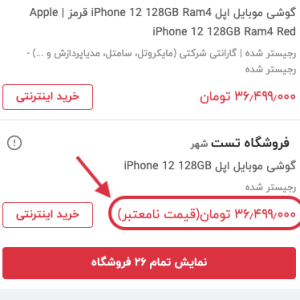 گوشی موبایل اپل iPhone 12 128GB Ram4 قرمز | Apple
iPhone 12 128GB Ram4 Red
رجیستر شده | گارانتی شرکتی (مایکروتل، سامتل، مدیاپردازش و ...) -
رجیستر شده
۳۶٫۴۹۹٫۰۰۰ تومان
خرید اینترنتی
فروشگاه تست شهر
گوشی موبایل اپل iPhone 12 128GB
رجیستر شده
۳۶٫۴۹۹٫۰۰۰ تومان(قیمت نامعتبر)
خرید اینترنتی
نمایش تمام ۲۶ فروشگاه